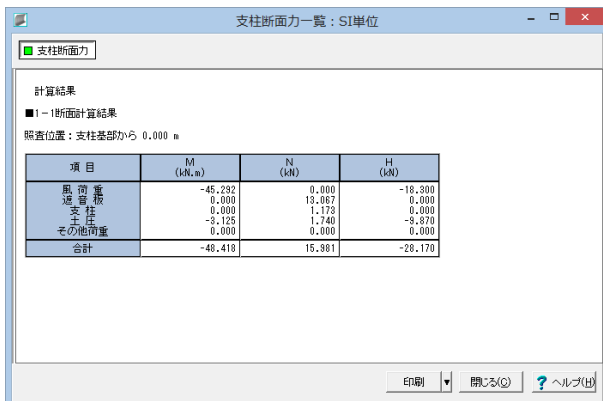 支柱断面力一覧：SI単位
支柱断面力
計算結果
■1－1断面計算結果
照査位置：支柱基部から 0.000 m
項 目 M (kN.m) N (kN) H (kN)
風 荷 重 -45.292 0.000 -18.300
遮 音 板 0.000 13.067 0.000
支 柱 0.000 1.173 0.000
土 圧 -3.125 1.740 -9.870
その他荷重 0.000 0.000 0.000
合計 -48.418 15.981 -28.170
印刷 閉じる(C) ? ヘルプ(H)